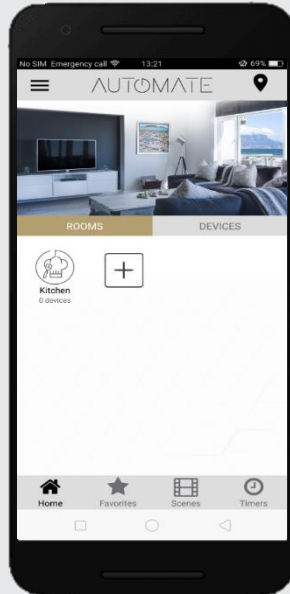 No SIM Emergency call 13:21 69%
AUTOMATE
ROOMS DEVICES
Kitchen
0 devices
Home Favorites Scenes Timers